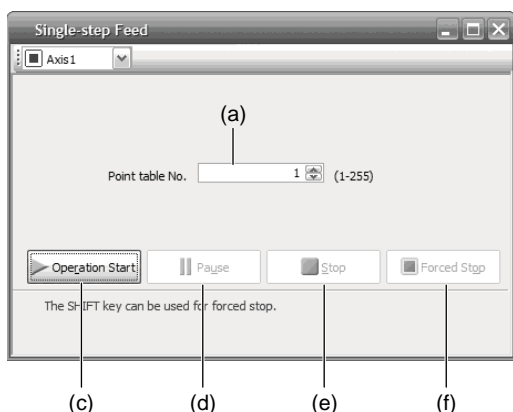 Single-step Feed
Axis1
(a)
Point table No. 1 (1-255)
Operation Start Pause Stop Forced Stop
The SHIFT key can be used for forced stop.
(c) (d) (e) (f)